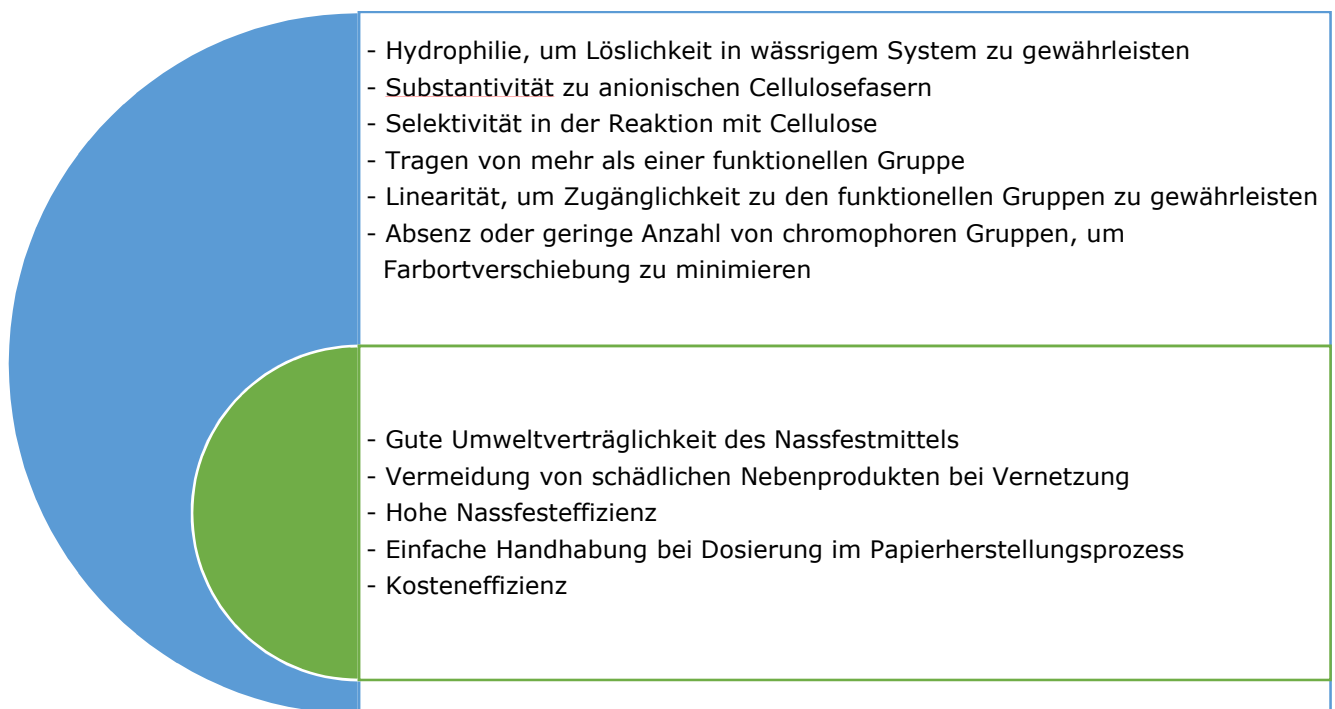 - Hydrophilie, um Löslichkeit in wässrigem System zu gewährleisten
- Substantivität zu anionischen Cellulosefasern
- Selektivität in der Reaktion mit Cellulose
- Tragen von mehr als einer funktionellen Gruppe
- Linearität, um Zugänglichkeit zu den funktionellen Gruppen zu gewährleisten
- Absenz oder geringe Anzahl von chromophoren Gruppen, um
Farbortverschiebung zu minimieren
- Gute Umweltverträglichkeit des Nassfestmittels
- Vermeidung von schädlichen Nebenprodukten bei Vernetzung
- Hohe Nassfesteffizienz
- Einfache Handhabung bei Dosierung im Papierherstellungsprozess
- Kosteneffizienz